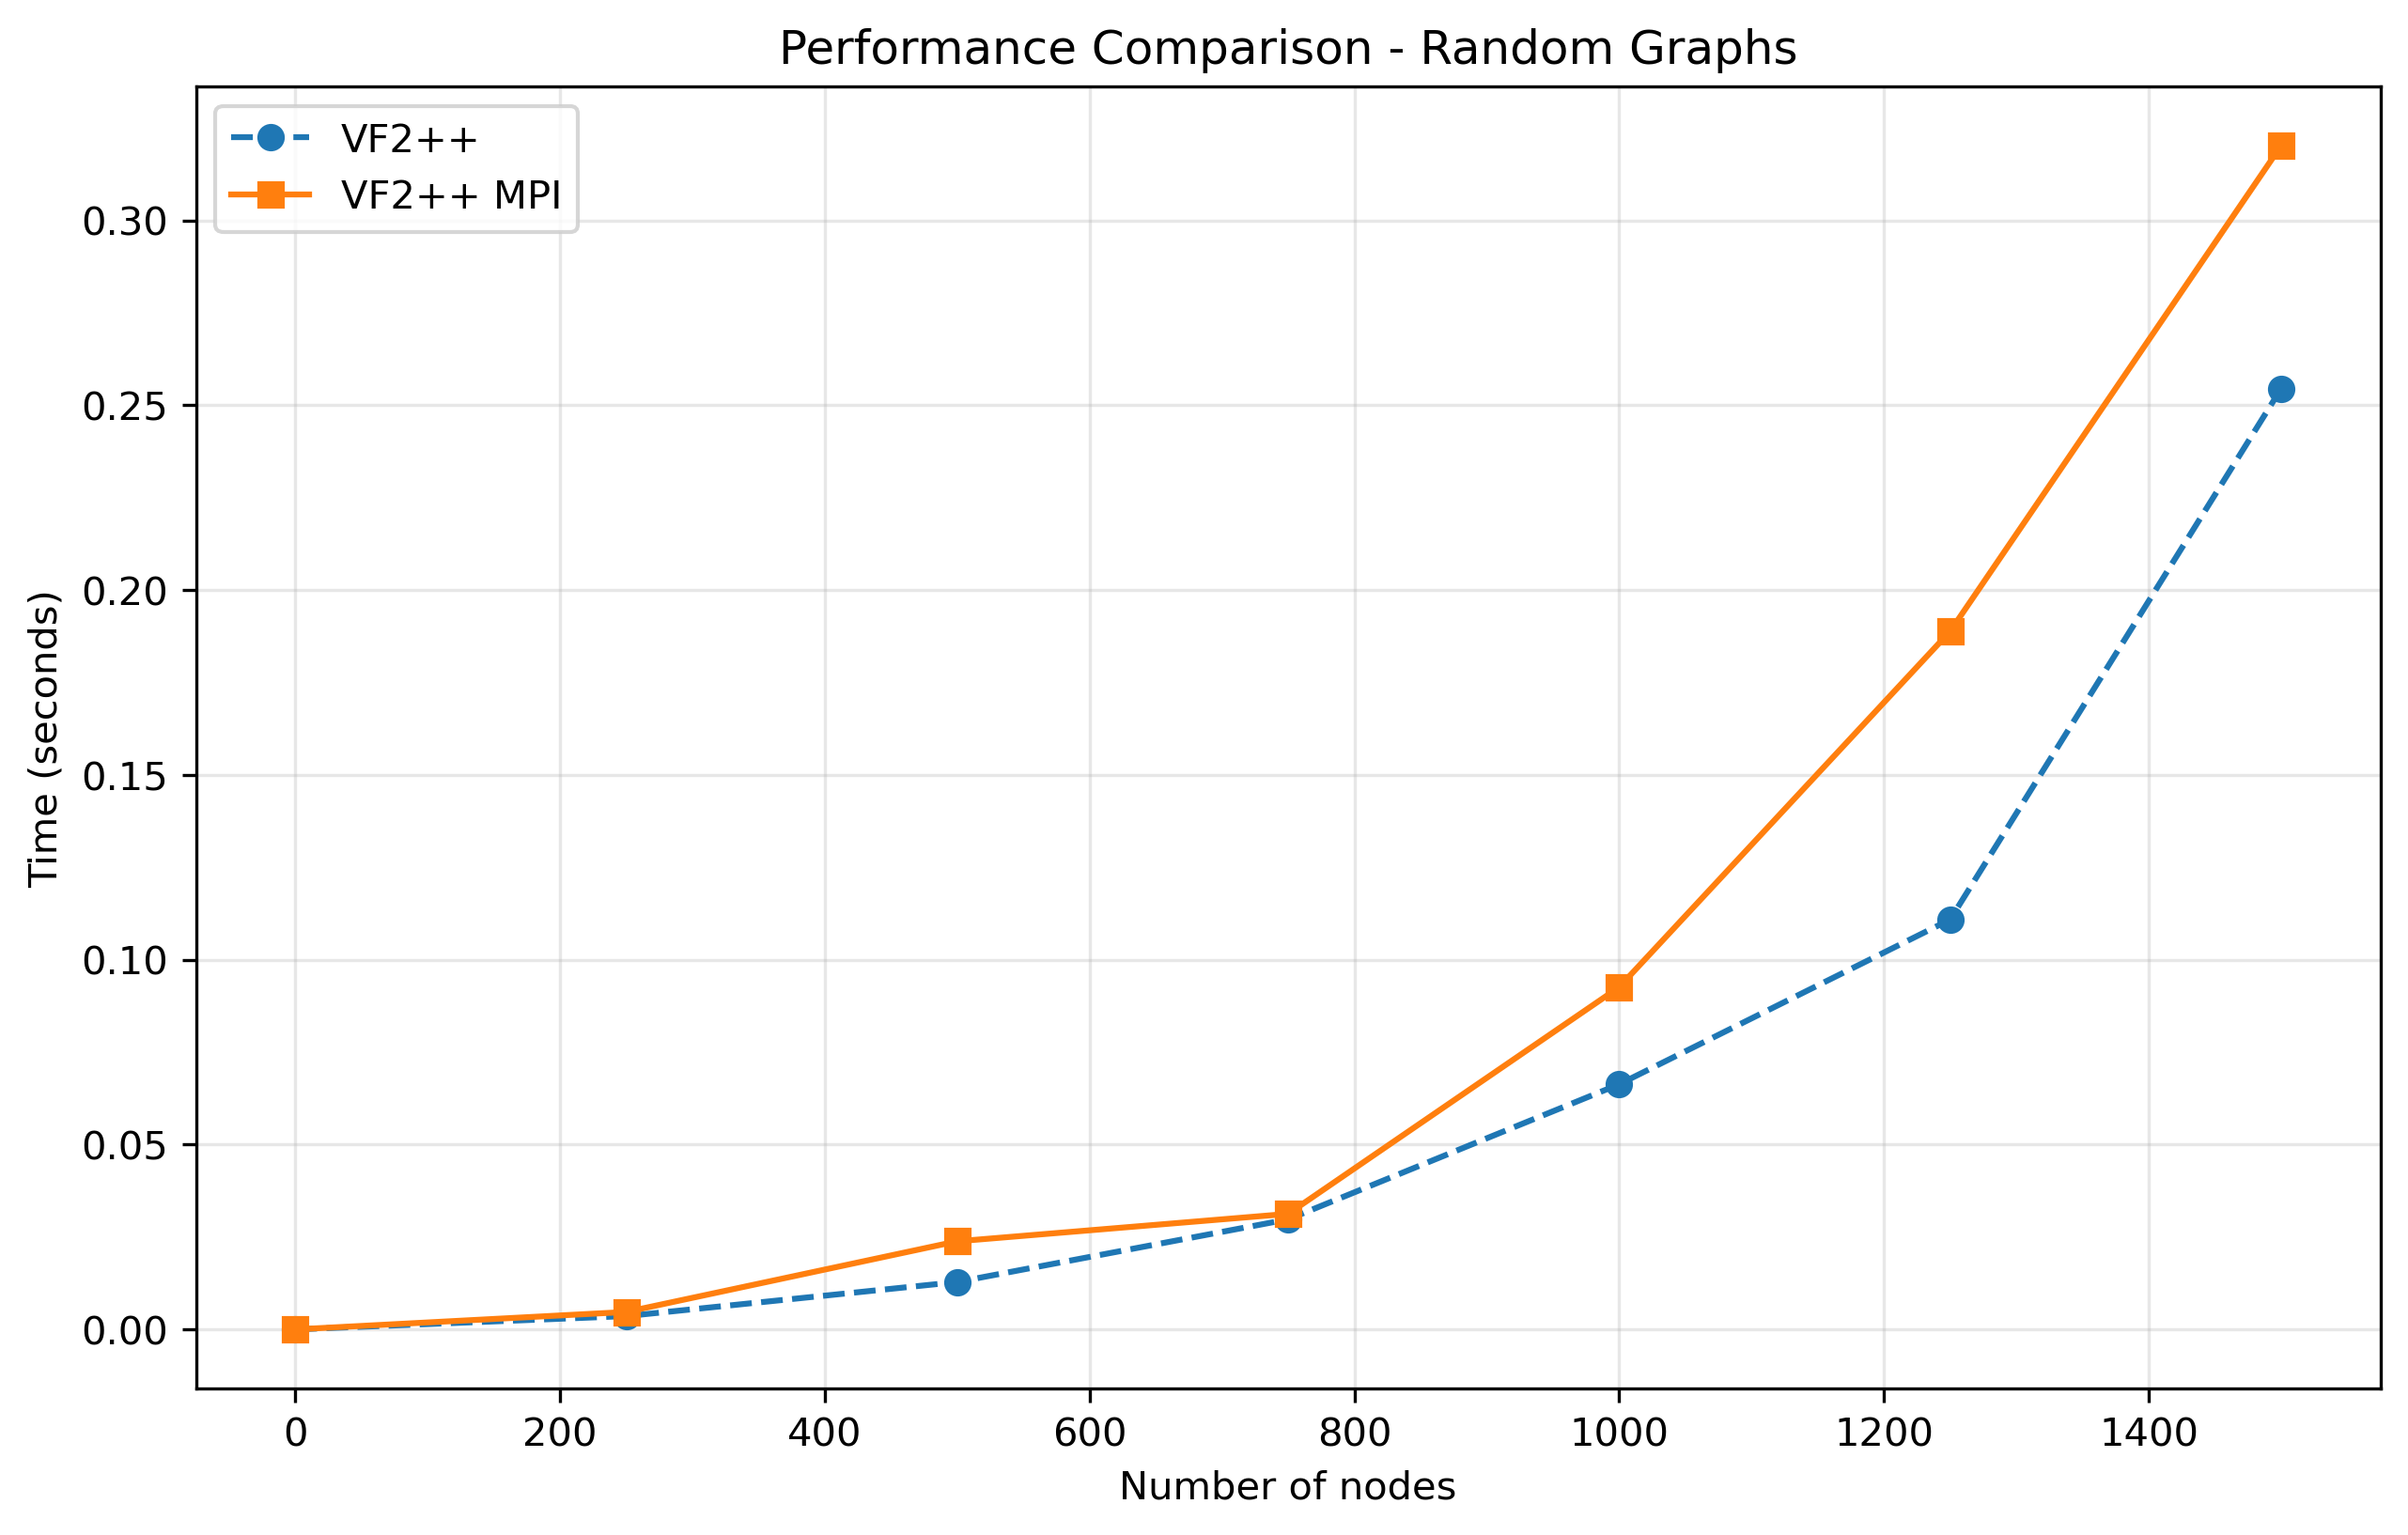 Performance Comparison - Random Graphs
VF2++
VF2++ MPI
0.30
0.25
0.20
0.15
0.10
0.05
0.00
Time (seconds)
0 200 400 600 800 1000 1200 1400
Number of nodes